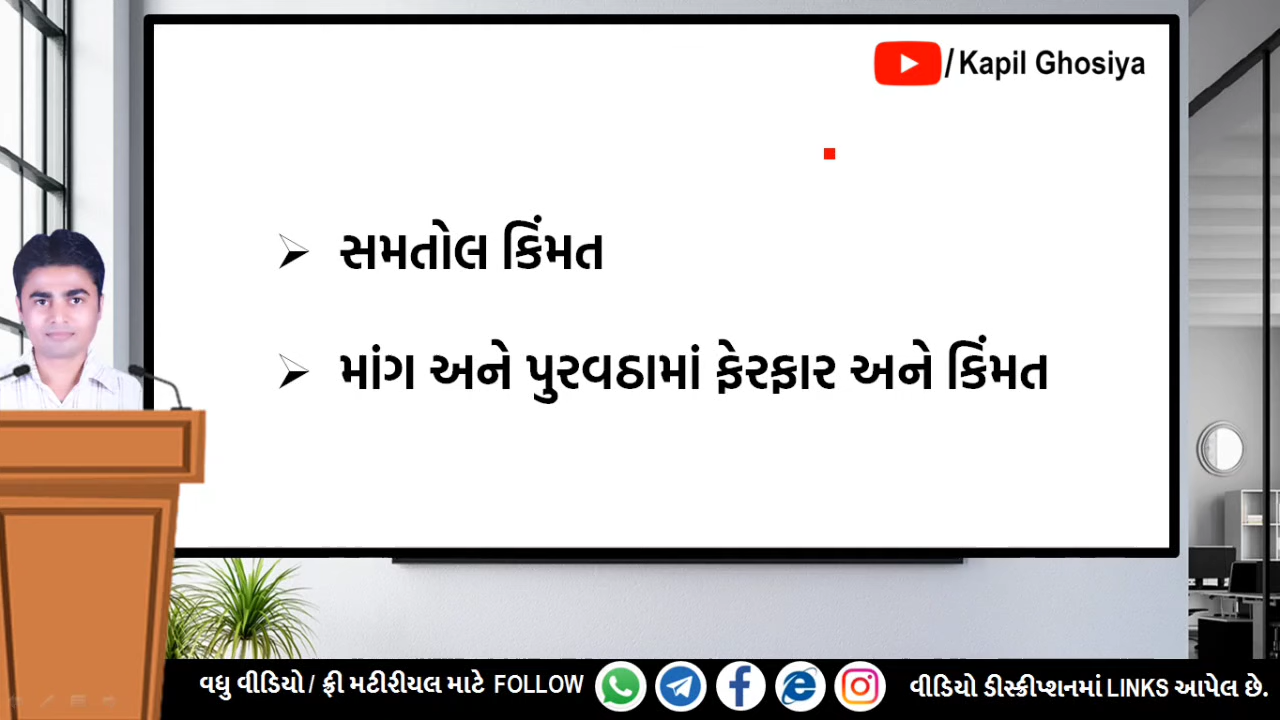 /Kapil Ghosiya
➢ સમતોલ કિંમત
➢ માંગ અને પુરવઠામાં ફેરફાર અને કિંમત
વધુ વીડિયો / ફ્રી મટીરીયલ માટે FOLLOW
વીડિયો ડીસ્ક્રીપ્શનમાં LINKS આપેલ છે.